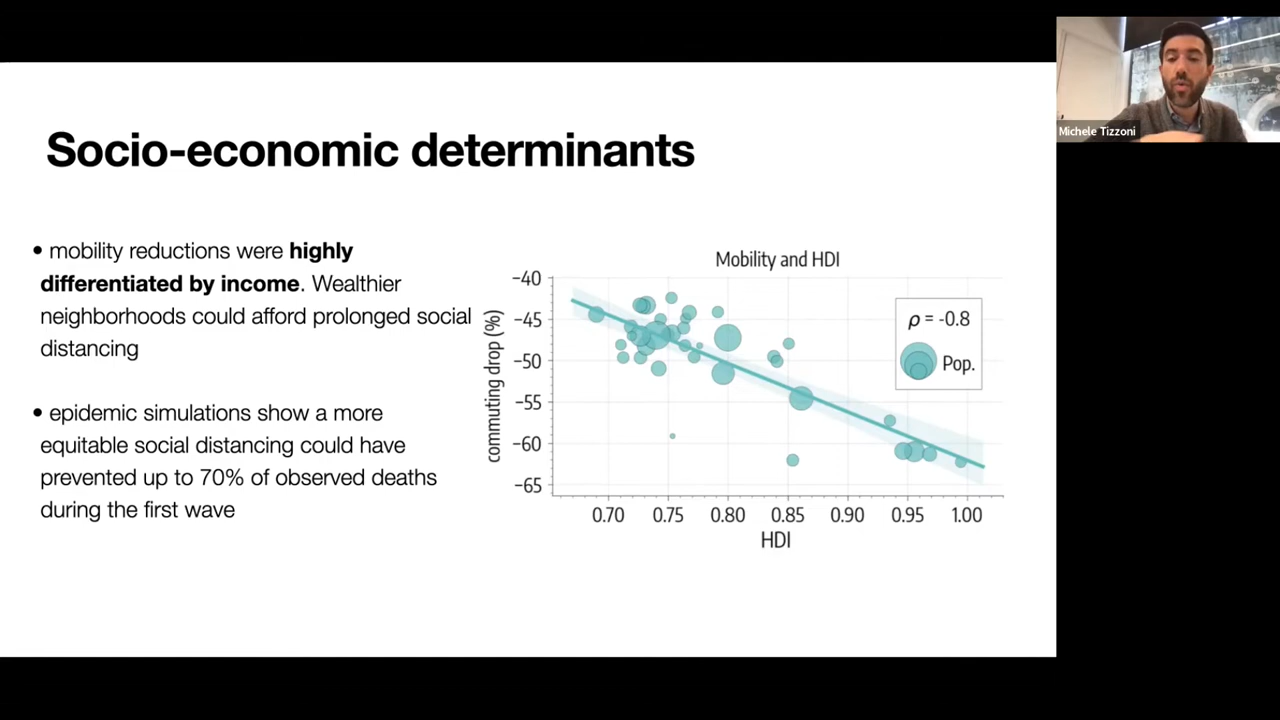 Michele Tizzoni
Socio-economic determinants
• mobility reductions were highly
differentiated by income. Wealthier
neighborhoods could afford prolonged social
distancing
• epidemic simulations show a more
equitable social distancing could have
prevented up to 70% of observed deaths
during the first wave
Mobility and HDI
commuting drop (%)
−40
−45
−50
−55
−60
−65
ρ = -0.8
Pop.
0.70 0.75 0.80 0.85 0.90 0.95 1.00
HDI